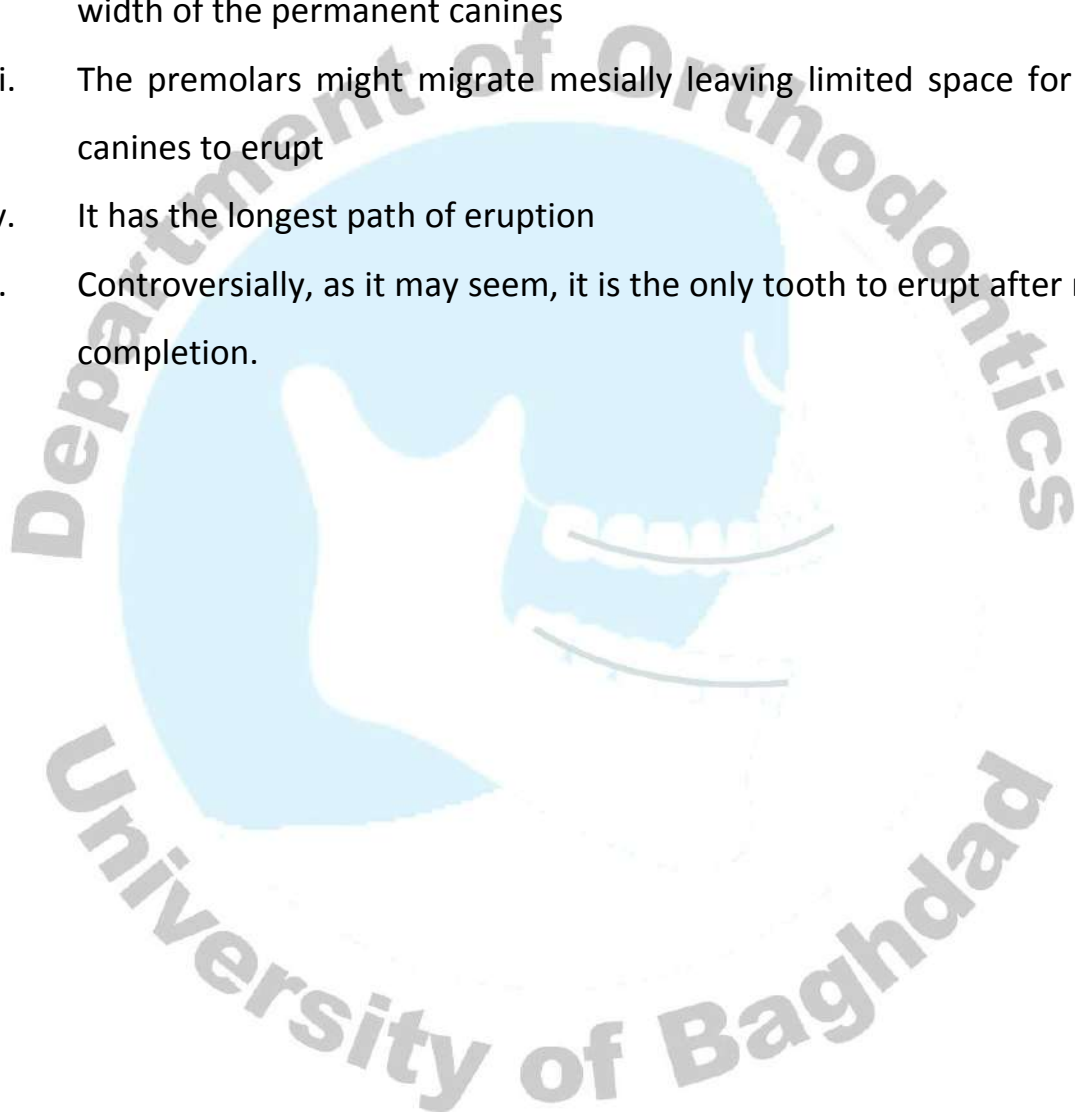 width of the permanent canines
i. The premolars might migrate mesially leaving limited space for
canines to erupt
v. It has the longest path of eruption
. Controversially, as it may seem, it is the only tooth to erupt after
completion.
Department of Orthodontics
University of Baghdad